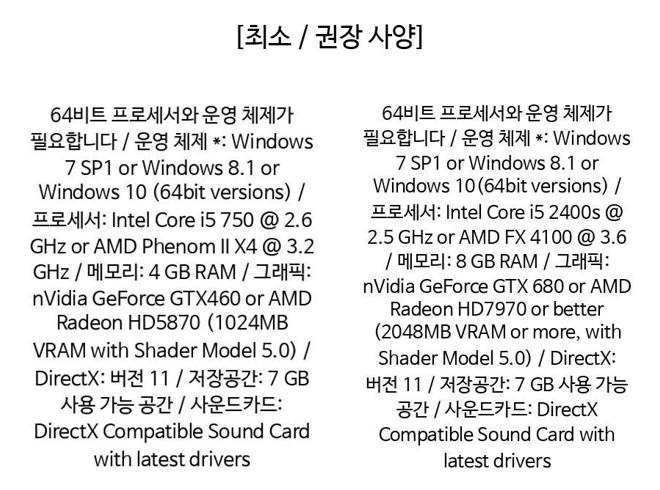 [최소 / 권장 사양]
64비트 프로세서와 운영 체제가
필요합니다 / 운영 체제 *: Windows
7 SP1 or Windows 8.1 or
Windows 10 (64bit versions) /
프로세서: Intel Core i5 750 @ 2.6
GHz or AMD Phenom II X4 @ 3.2
GHz / 메모리: 4 GB RAM / 그래픽:
nVidia GeForce GTX460 or AMD
Radeon HD5870 (1024MB
VRAM with Shader Model 5.0) /
DirectX: 버전 11 / 저장공간: 7 GB
사용 가능 공간 / 사운드카드:
DirectX Compatible Sound Card
with latest drivers
64비트 프로세서와 운영 체제가
필요합니다 / 운영 체제 *: Windows
7 SP1 or Windows 8.1 or
Windows 10(64bit versions) /
프로세서: Intel Core i5 2400s @
2.5 GHz or AMD FX 4100 @ 3.6
/ 메모리: 8 GB RAM / 그래픽:
nVidia GeForce GTX 680 or AMD
Radeon HD7970 or better
(2048MB VRAM or more, with
Shader Model 5.0) / DirectX:
버전 11 / 저장공간: 7 GB 사용 가능
공간 / 사운드카드: DirectX
Compatible Sound Card with
latest drivers